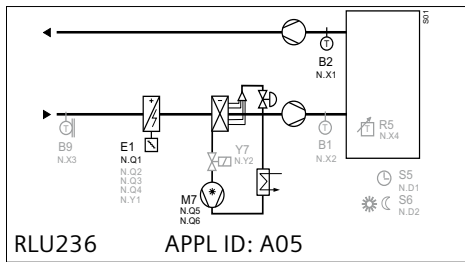 S01
T
B2
N.X1
T
B9
N.X3
E1
N.Q1
N.Q2
N.Q3
N.Q4
N.Y1
Y7
N.Y2
M7
N.Q5
N.Q6
T
B1
N.X2
T
R5
N.X4
S5
N.D1
S6
N.D2
RLU236 APPL ID: A05